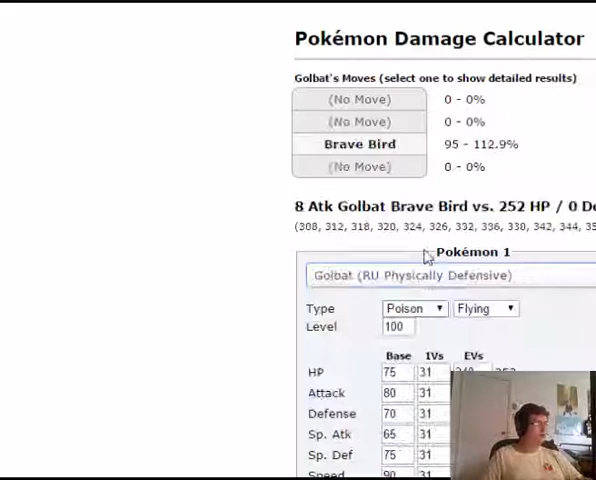 Pokémon Damage Calculator
Golbat's Moves (select one to show detailed results)
(No Move) 0 - 0%
(No Move) 0 - 0%
Brave Bird 95 - 112.9%
(No Move) 0 - 0%
8 Atk Golbat Brave Bird vs. 252 HP / 0 De
(308, 312, 318, 320, 324, 326, 332, 336, 330, 342, 344, 35
Pokémon 1
Golbat (RU Physically Defensive)
Type Poison Flying
Level 100
Base IVs EVs
HP 75 31
Attack 80 31
Defense 70 31
Sp. Atk 65 31
Sp. Def 75 31
Speed 90 31